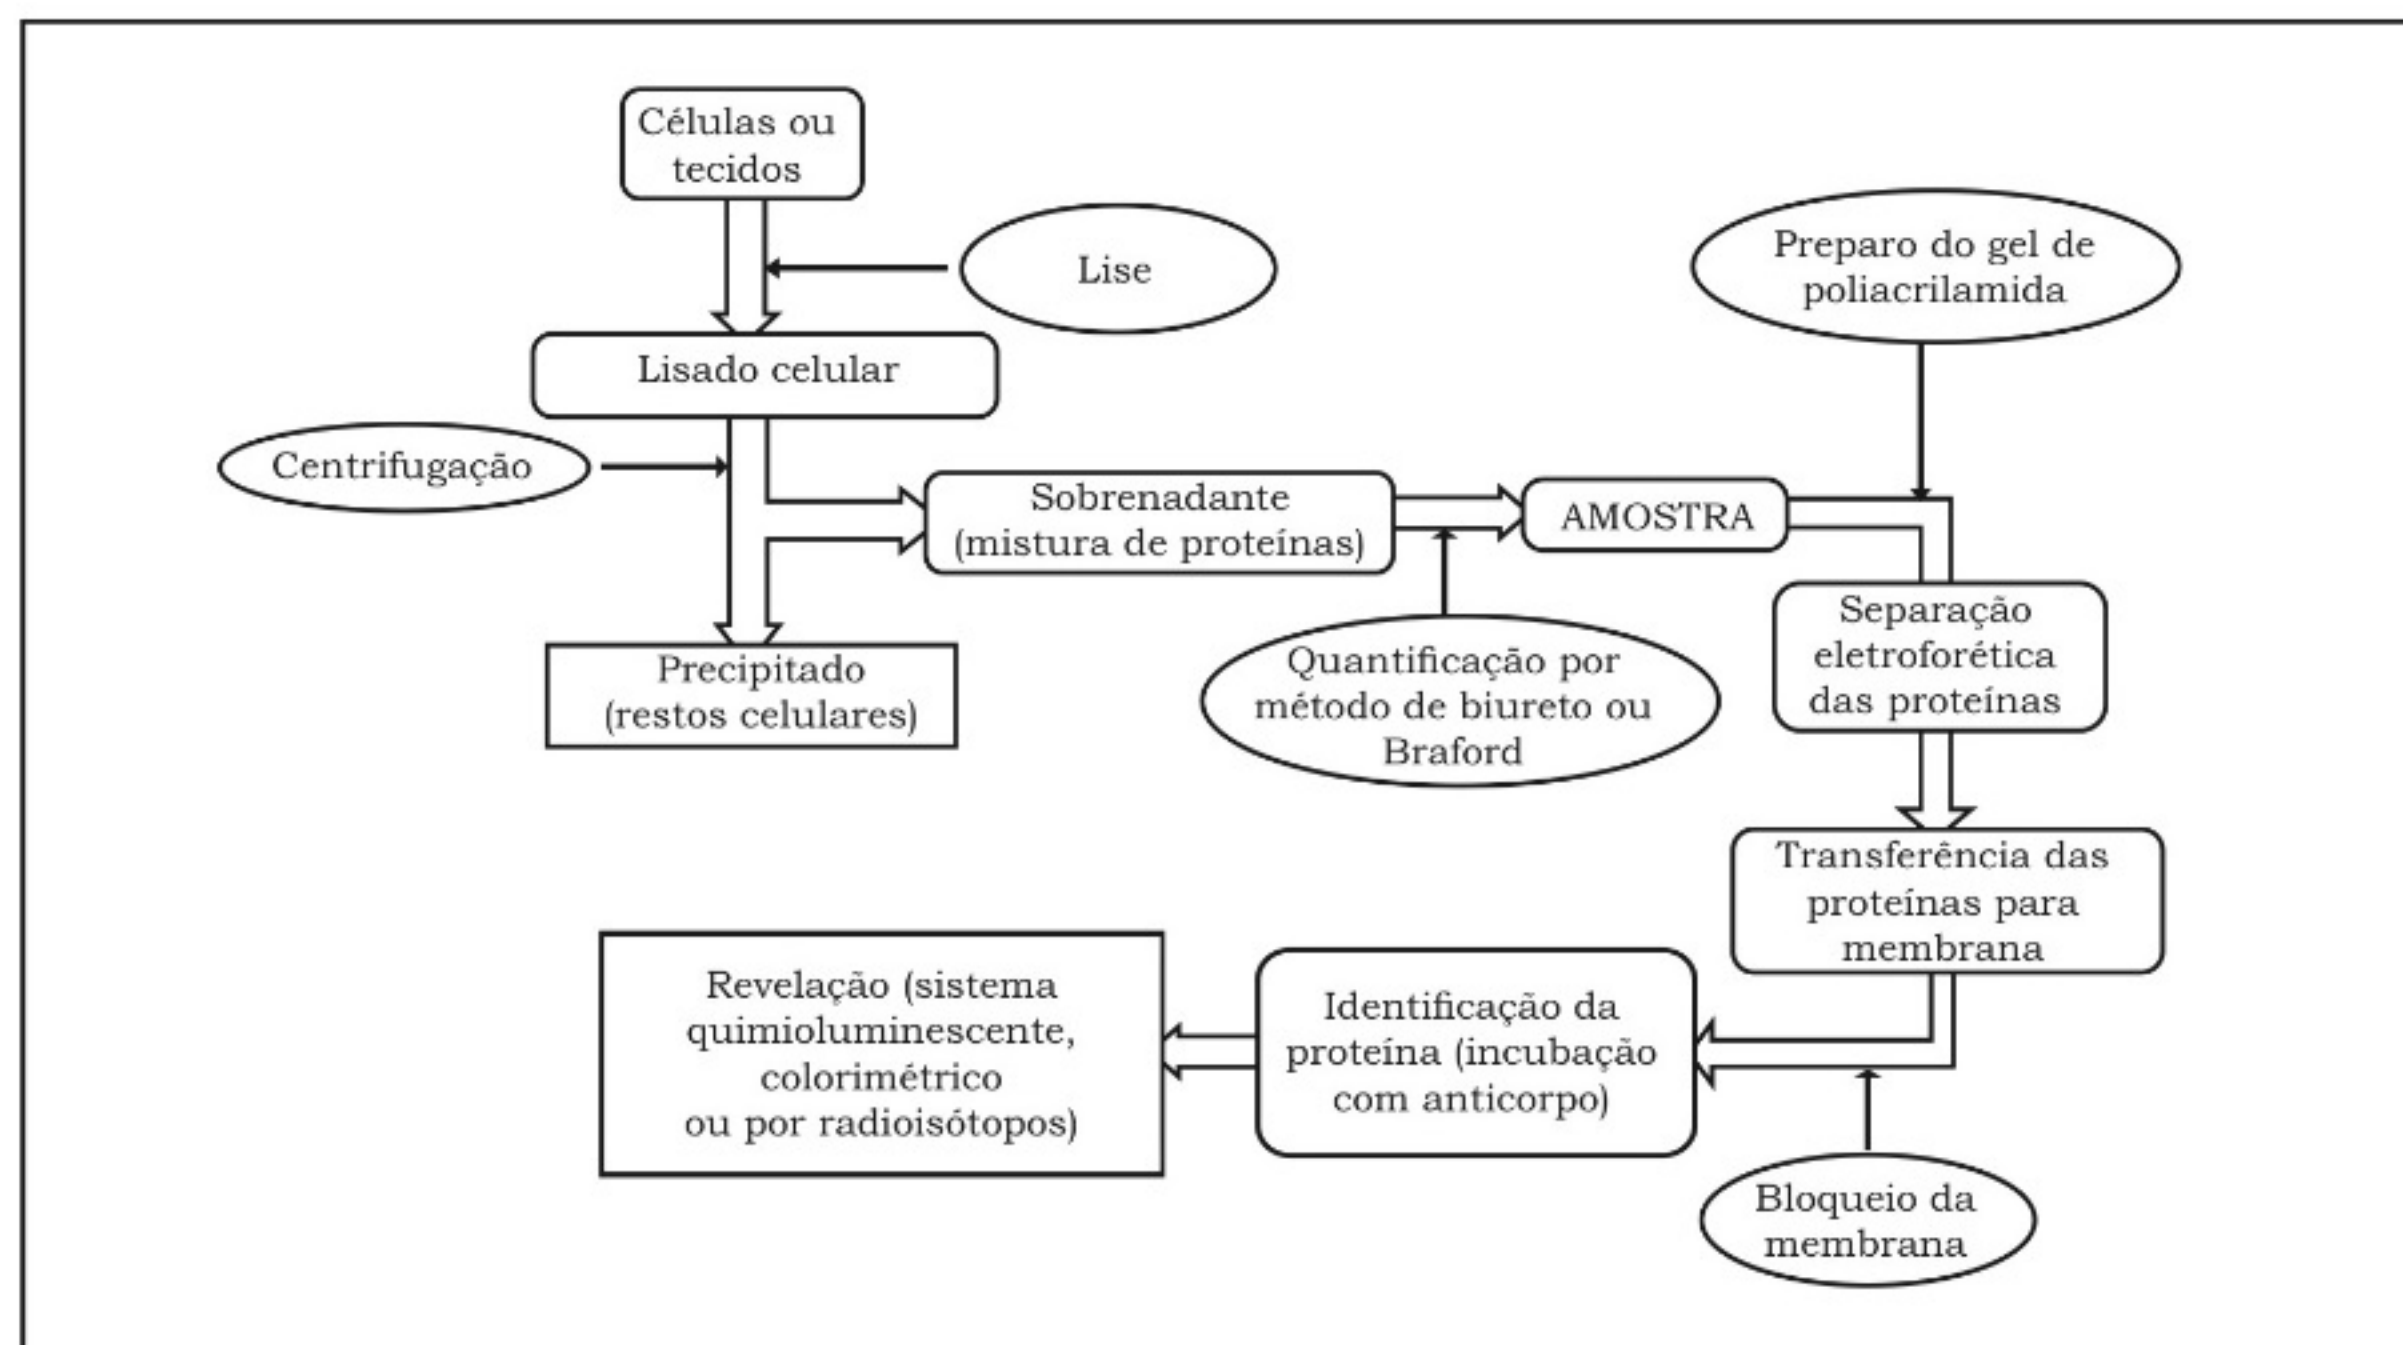 Células ou
tecidos
Lise
Preparo do gel de
poliacrilamida
Lisado celular
Centrifugação
Sobrenadante
(mistura de proteínas)
AMOSTRA
Separação
eletroforética
das proteínas
Precipitado
(restos celulares)
Quantificação por
método de biureto ou
Braford
Transferência das
proteínas para
membrana
Identificação da
proteína (incubação
com anticorpo)
Revelação (sistema
quimioluminescente,
colorimétrico
ou por radioisótopos)
Bloqueio da
membrana